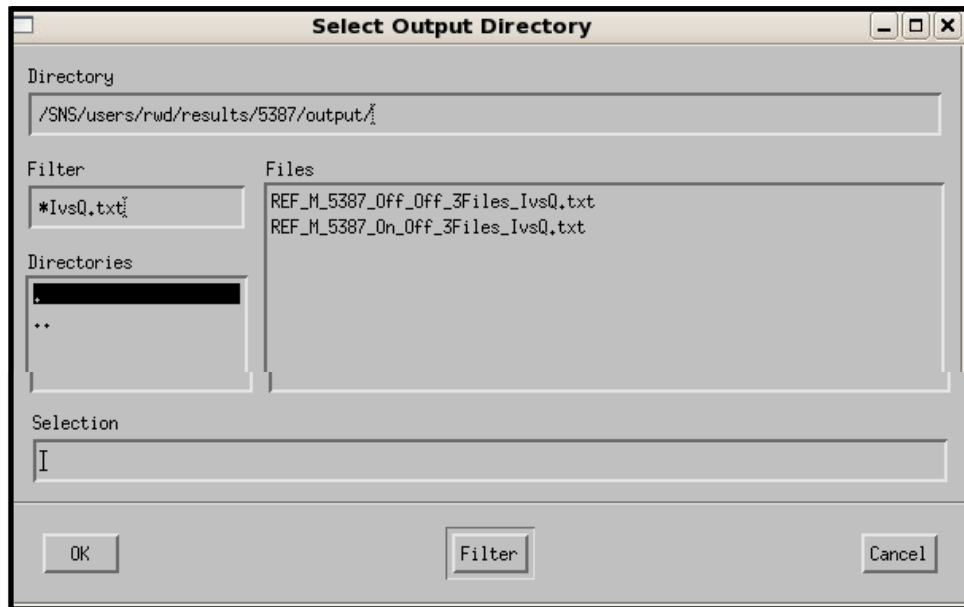 Select Output Directory
Directory
/SNS/users/rwd/results/5387/output/
Filter
*IvsQ.txt
Files
REF_M_5387_Off_Off_3Files_IvsQ.txt
REF_M_5387_On_Off_3Files_IvsQ.txt
Directories
.
..
Selection
OK
Filter
Cancel